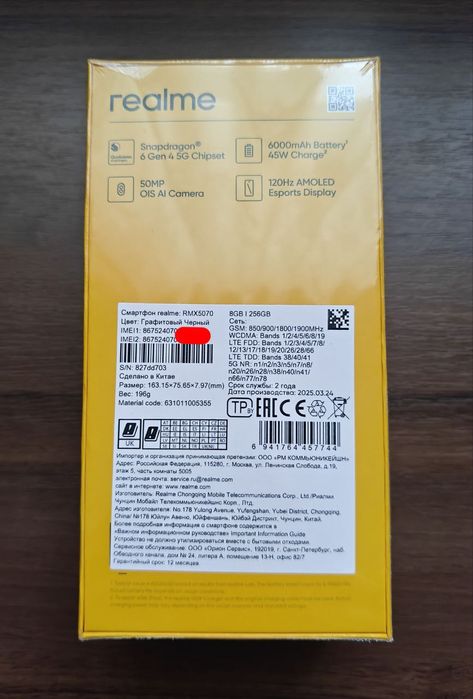 realme
Snapdragon®
6 Gen 4 5G Chipset
6000mAh Battery¹
45W Charge²
50MP
OIS AI Camera
120Hz AMOLED
Esports Display
Смартфон realme: RMX5070
Цвет: Графитовый Черный
IMEI1: 867524070
IMEI2: 867524070
S/N: 827dd703
Сделано в Китае
Размер: 163.15×75.65×7.97(mm)
Вес: 196g
Material code: 631011005355
8GB | 256GB
Сеть:
GSM: 850/900/1800/1900MHz
WCDMA: Bands 1/2/4/5/6/8/19
LTE FDD: Bands 1/2/3/4/5/7/8/
12/13/17/18/19/20/26/28/66
LTE TDD: Bands 38/40/41
5G NR: n1/n2/n3/n5/n7/n8/
n20/n26/n28/n38/n40/n41/
n66/n77/n78
Срок службы: 2 года
2025.03.24
TP BY EAC CE
6 941764 457744
UK
Импортер и организация принимающая претензии: «ООО «РМ КОММЬЮНИКЕЙШН»
Адрес: Российская Федерация, 115280, г. Москва, ул. Ленинская Слобода, д.19,
этаж 5, часть комнаты 5005
электронная почта: service.ru@realme.com
сайт в интернете: www.realme.com
Изготовитель: Realme Chongqing Mobile Telecommunications Corp., Ltd./Риалми
Чунцин Мобайл Телекоммьюникейшнс Корп., Лтд.
Адрес изготовителя: No.178 Yulong Avenue, Yufengshan, Yubei District, Chongqing,
China/ №178 Юйлун Авеню, Юйфеншань, Юйбэй Дистрикт, Чунцин, Китай.
Более подробная информация о смартфоне содержится в
«Важном информационном руководстве» Important Information Guide
Устройство не должно утилизироваться вместе с бытовыми отходами.
Сервисное обслуживание: ООО «Орион Сервис», 192019, г. Санкт-Петербург, наб.
Обводного канала, дом № 24, литера А, помещение 13-Н, офис 82/7
Гарантийный срок: 12 месяцев.